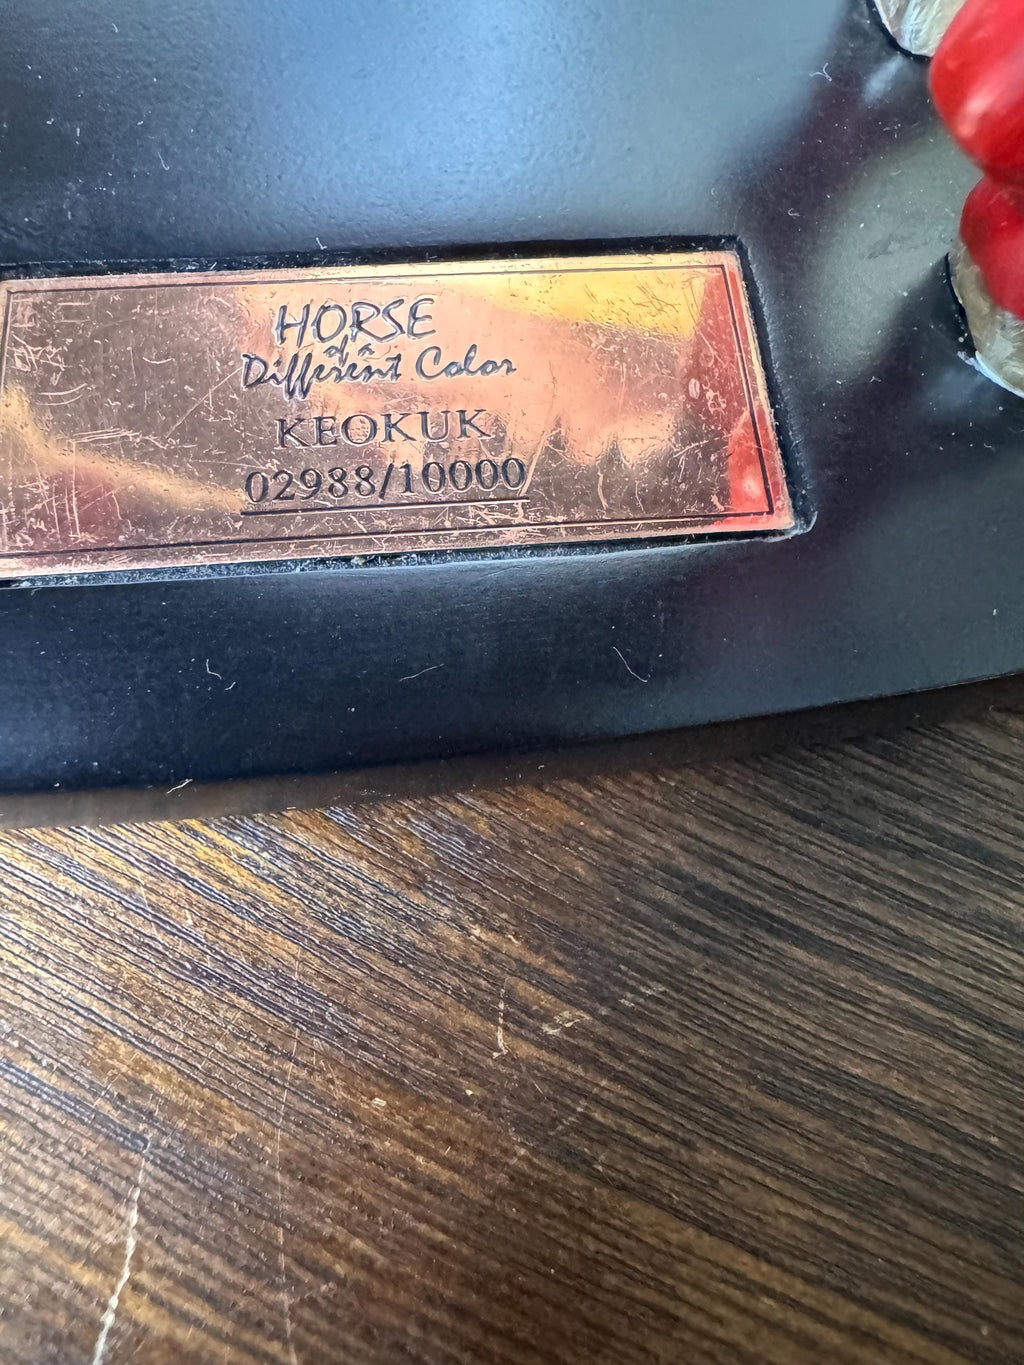 HORSE
of a
Different Color
KEOKUK
02988/10000